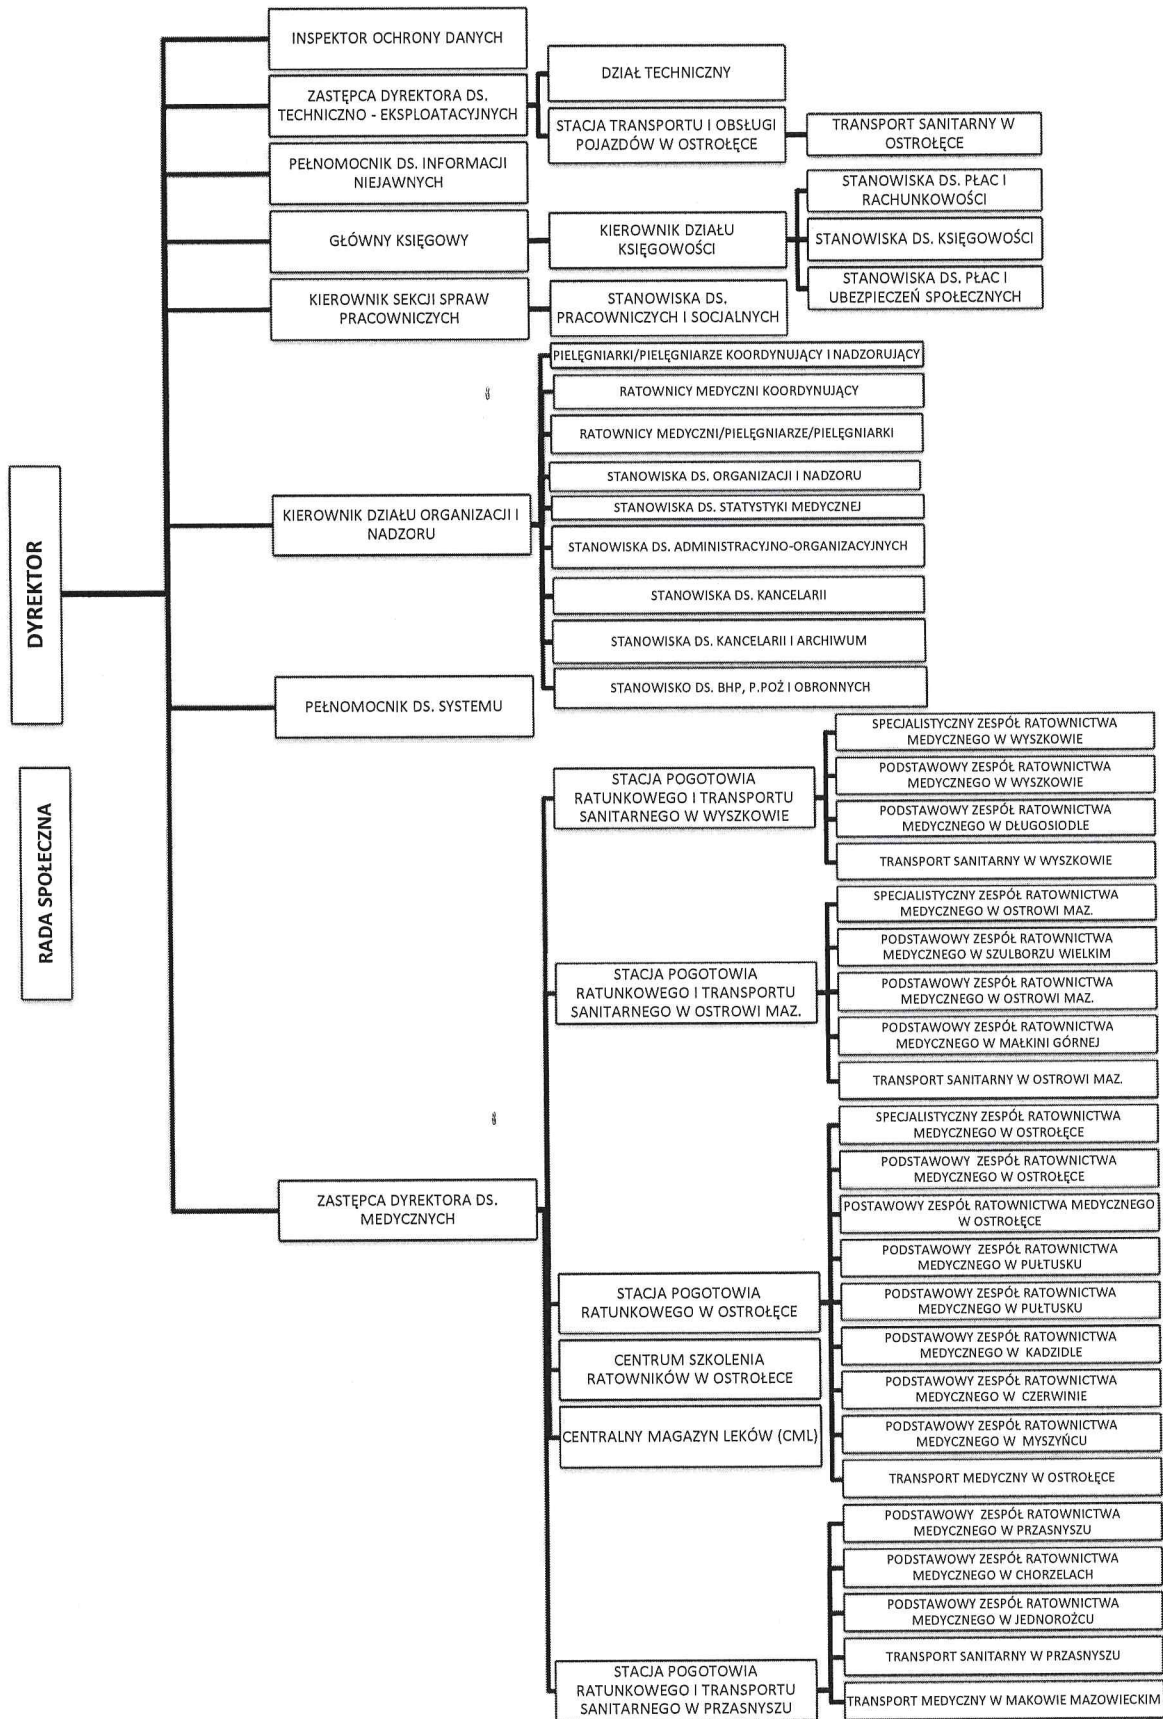 DYREKTOR
RADA SPOŁECZNA
INSPEKTOR OCHRONY DANYCH
ZASTĘPCA DYREKTORA DS.
TECHNICZNO - EKSPLOATACYJNYCH
DZIAŁ TECHNICZNY
STACJA TRANSPORTU I OBSŁUGI
POJAZDÓW W OSTROŁĘCE
TRANSPORT SANITARNY W
OSTROŁĘCE
PEŁNOMOCNIK DS. INFORMACJI
NIEJAWNYCH
GŁÓWNY KSIĘGOWY
KIEROWNIK DZIAŁU
KSIĘGOWOŚCI
STANOWISKA DS. PŁAC I
RACHUNKOWOŚCI
STANOWISKA DS. KSIĘGOWOŚCI
STANOWISKA DS. PŁAC I
UBEZPIECZEŃ SPOŁECZNYCH
KIEROWNIK SEKCJI SPRAW
PRACOWNICZYCH
STANOWISKA DS.
PRACOWNICZYCH I SOCJALNYCH
KIEROWNIK DZIAŁU ORGANIZACJI I
NADZORU
PIELĘGNIARKI/PIELĘGNIARZE KOORDYNUJĄCY I NADZORUJĄCY
RATOWNICY MEDYCZNI KOORDYNUJĄCY
RATOWNICY MEDYCZNI/PIELĘGNIARZE/PIELĘGNIARKI
STANOWISKA DS. ORGANIZACJI I NADZORU
STANOWISKA DS. STATYSTYKI MEDYCZNEJ
STANOWISKA DS. ADMINISTRACYJNO-ORGANIZACYJNYCH
STANOWISKA DS. KANCELARII
STANOWISKA DS. KANCELARII I ARCHIWUM
STANOWISKO DS. BHP, P.POŻ I OBRONNYCH
PEŁNOMOCNIK DS. SYSTEMU
ZASTĘPCA DYREKTORA DS.
MEDYCZNYCH
STACJA POGOTOWIA
RATUNKOWEGO I TRANSPORTU
SANITARNEGO W WYSZKOWIE
SPECJALISTYCZNY ZESPÓŁ RATOWNICTWA
MEDYCZNEGO W WYSZKOWIE
PODSTAWOWY ZESPÓŁ RATOWNICTWA
MEDYCZNEGO W WYSZKOWIE
PODSTAWOWY ZESPÓŁ RATOWNICTWA
MEDYCZNEGO W DŁUGOSIODLE
TRANSPORT SANITARNY W WYSZKOWIE
STACJA POGOTOWIA
RATUNKOWEGO I TRANSPORTU
SANITARNEGO W OSTROWI MAZ.
SPECJALISTYCZNY ZESPÓŁ RATOWNICTWA
MEDYCZNEGO W OSTROWI MAZ.
PODSTAWOWY ZESPÓŁ RATOWNICTWA
MEDYCZNEGO W SZULBORZU WIELKIM
PODSTAWOWY ZESPÓŁ RATOWNICTWA
MEDYCZNEGO W OSTROWI MAZ.
PODSTAWOWY ZESPÓŁ RATOWNICTWA
MEDYCZNEGO W MAŁKINI GÓRNEJ
TRANSPORT SANITARNY W OSTROWI MAZ.
STACJA POGOTOWIA
RATUNKOWEGO W OSTROŁĘCE
SPECJALISTYCZNY ZESPÓŁ RATOWNICTWA
MEDYCZNEGO W OSTROŁĘCE
PODSTAWOWY ZESPÓŁ RATOWNICTWA
MEDYCZNEGO W OSTROŁĘCE
POSTAWOWY ZESPÓŁ RATOWNICTWA MEDYCZNEGO
W OSTROŁĘCE
PODSTAWOWY ZESPÓŁ RATOWNICTWA
MEDYCZNEGO W PUŁTUSKU
PODSTAWOWY ZESPÓŁ RATOWNICTWA
MEDYCZNEGO W PUŁTUSKU
PODSTAWOWY ZESPÓŁ RATOWNICTWA
MEDYCZNEGO W KADZIDLE
PODSTAWOWY ZESPÓŁ RATOWNICTWA
MEDYCZNEGO W CZERWINIE
PODSTAWOWY ZESPÓŁ RATOWNICTWA
MEDYCZNEGO W MYSZYŃCU
TRANSPORT MEDYCZNY W OSTROŁĘCE
CENTRUM SZKOLENIA
RATOWNIKÓW W OSTROŁECE
CENTRALNY MAGAZYN LEKÓW (CML)
STACJA POGOTOWIA
RATUNKOWEGO I TRANSPORTU
SANITARNEGO W PRZASNYSZU
PODSTAWOWY ZESPÓŁ RATOWNICTWA
MEDYCZNEGO W PRZASNYSZU
PODSTAWOWY ZESPÓŁ RATOWNICTWA
MEDYCZNEGO W CHORZELACH
PODSTAWOWY ZESPÓŁ RATOWNICTWA
MEDYCZNEGO W JEDNOROŻCU
TRANSPORT SANITARNY W PRZASNYSZU
TRANSPORT MEDYCZNY W MAKOWIE MAZOWIECKIM